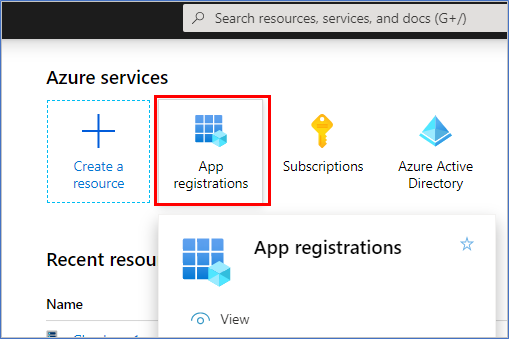 Search resources, services, and docs (G+/)
Azure services
Create a
resource
App
registrations
Subscriptions
Azure Active
Directory
App registrations
Recent resou
Name
View